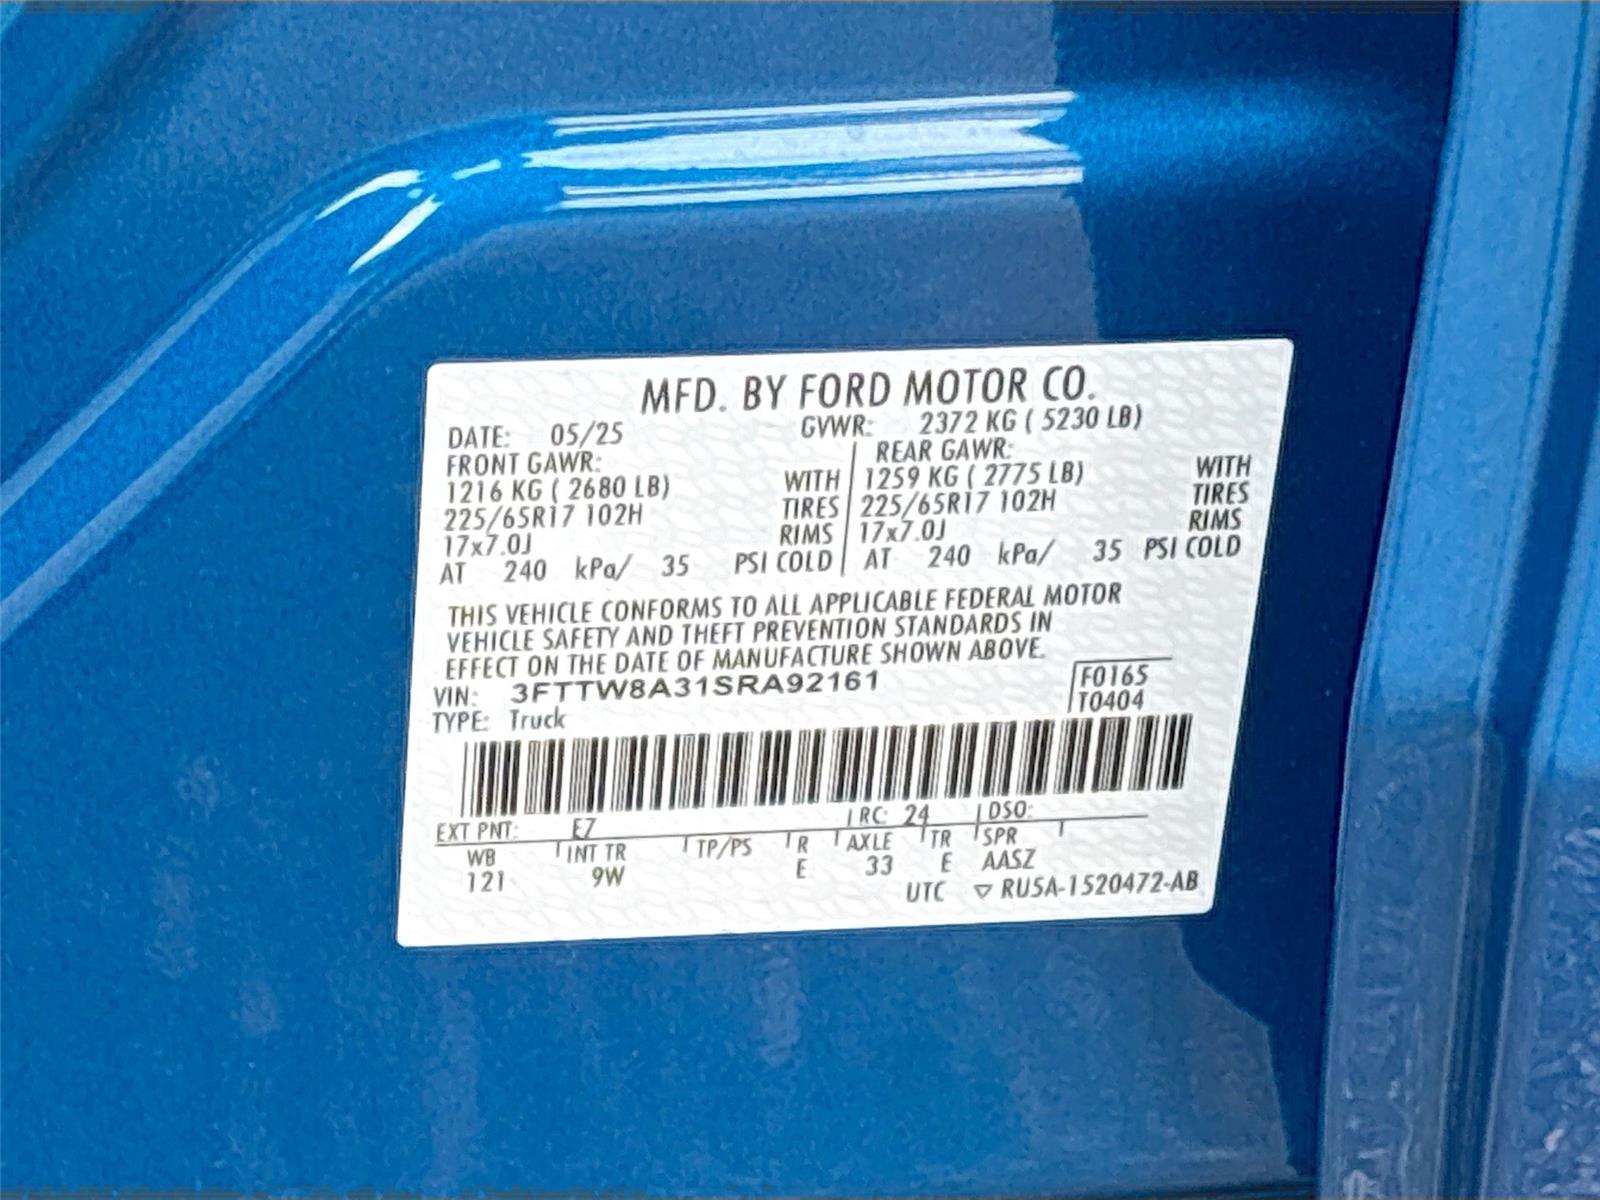 MFD. BY FORD MOTOR CO.
DATE: 05/25 GVWR: 2372 KG ( 5230 LB)
FRONT GAWR: REAR GAWR:
1216 KG ( 2680 LB) WITH 1259 KG ( 2775 LB) WITH
225/65R17 102H TIRES 225/65R17 102H TIRES
17x7.0J RIMS 17x7.0J RIMS
AT 240 kPa/ 35 PSI COLD AT 240 kPa/ 35 PSI COLD
THIS VEHICLE CONFORMS TO ALL APPLICABLE FEDERAL MOTOR
VEHICLE SAFETY AND THEFT PREVENTION STANDARDS IN
EFFECT ON THE DATE OF MANUFACTURE SHOWN ABOVE.
VIN: 3FTTW8A31SRA92161 F0165
TYPE: Truck T0404
EXT PNT: E7 RC: 24 DSO:
WB INT TR TP/PS R AXLE TR SPR
121 9W E 33 E AASZ
UTC ▽ RU5A-1520472-AB